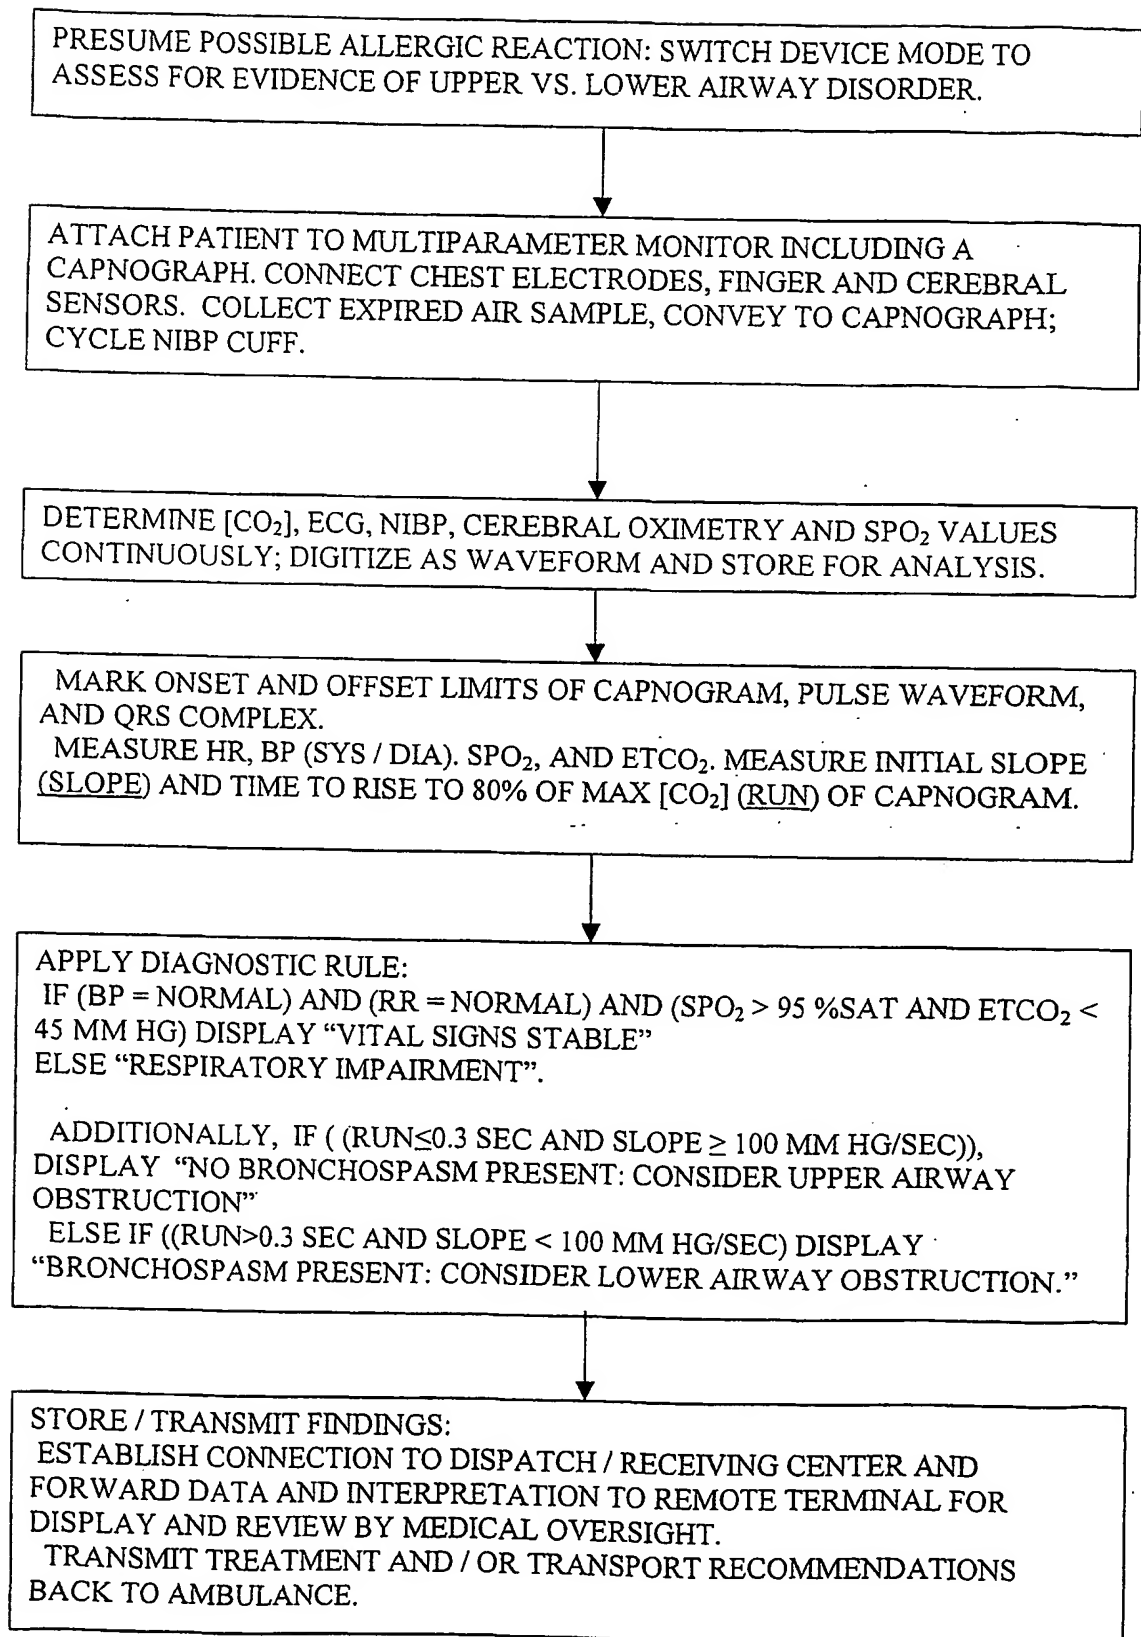 PRESUME POSSIBLE ALLERGIC REACTION: SWITCH DEVICE MODE TO
ASSESS FOR EVIDENCE OF UPPER VS. LOWER AIRWAY DISORDER.
ATTACH PATIENT TO MULTIPARAMETER MONITOR INCLUDING A
CAPNOGRAPH. CONNECT CHEST ELECTRODES, FINGER AND CEREBRAL
SENSORS. COLLECT EXPIRED AIR SAMPLE, CONVEY TO CAPNOGRAPH;
CYCLE NIBP CUFF.
DETERMINE [CO₂], ECG, NIBP, CEREBRAL OXIMETRY AND SPO₂ VALUES
CONTINUOUSLY; DIGITIZE AS WAVEFORM AND STORE FOR ANALYSIS.
MARK ONSET AND OFFSET LIMITS OF CAPNOGRAM, PULSE WAVEFORM,
AND QRS COMPLEX.
MEASURE HR, BP (SYS / DIA). SPO₂, AND ETCO₂. MEASURE INITIAL SLOPE
(SLOPE) AND TIME TO RISE TO 80% OF MAX [CO₂] (RUN) OF CAPNOGRAM.
APPLY DIAGNOSTIC RULE:
IF (BP = NORMAL) AND (RR = NORMAL) AND (SPO₂ > 95 %SAT AND ETCO₂ <
45 MM HG) DISPLAY “VITAL SIGNS STABLE”
ELSE “RESPIRATORY IMPAIRMENT”.
ADDITIONALLY, IF ( (RUN≤0.3 SEC AND SLOPE ≥ 100 MM HG/SEC)),
DISPLAY “NO BRONCHOSPASM PRESENT: CONSIDER UPPER AIRWAY
OBSTRUCTION”
ELSE IF ((RUN>0.3 SEC AND SLOPE < 100 MM HG/SEC) DISPLAY
“BRONCHOSPASM PRESENT: CONSIDER LOWER AIRWAY OBSTRUCTION.”
STORE / TRANSMIT FINDINGS:
ESTABLISH CONNECTION TO DISPATCH / RECEIVING CENTER AND
FORWARD DATA AND INTERPRETATION TO REMOTE TERMINAL FOR
DISPLAY AND REVIEW BY MEDICAL OVERSIGHT.
TRANSMIT TREATMENT AND / OR TRANSPORT RECOMMENDATIONS
BACK TO AMBULANCE.